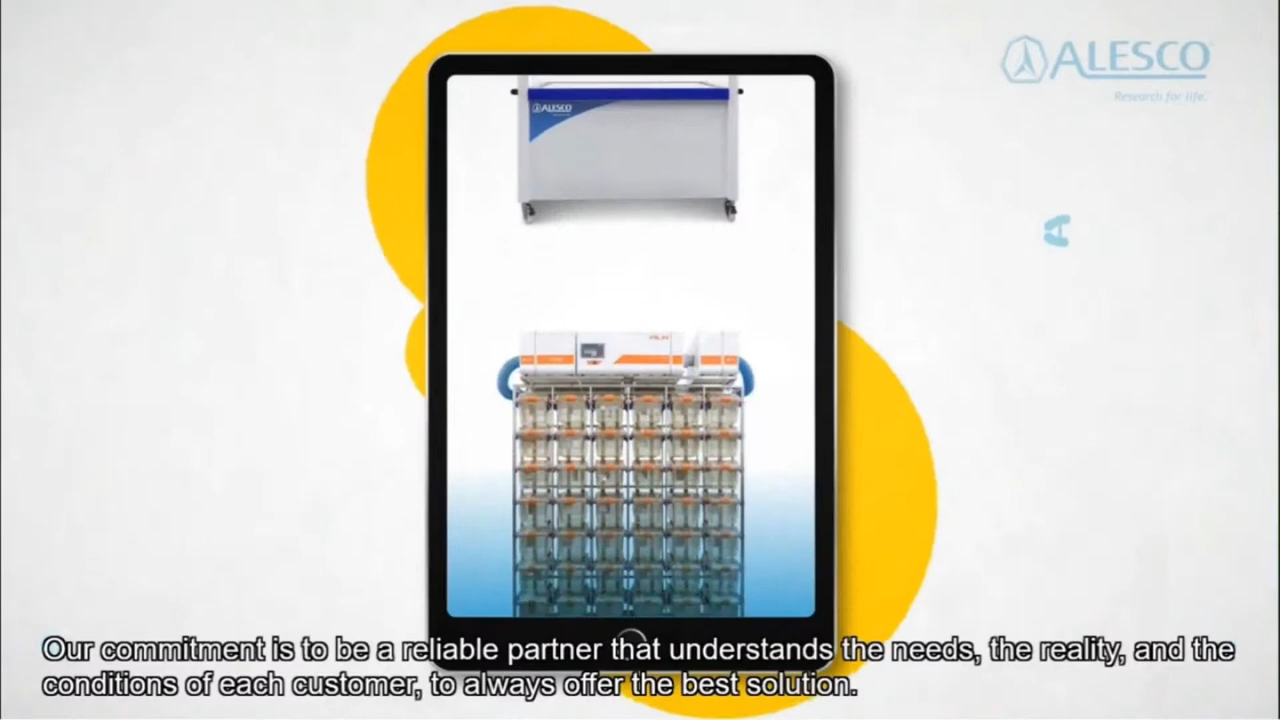 ALESCO
Research for life.
ALESCO
A
Our commitment is to be a reliable partner that understands the needs, the reality, and the
conditions of each customer, to always offer the best solution.